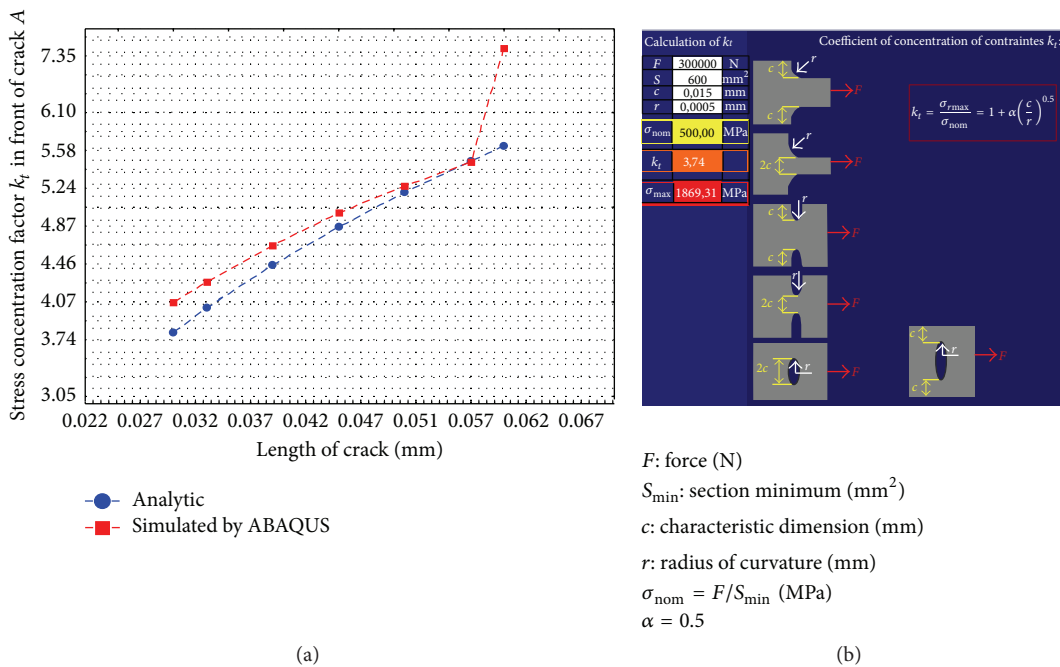 Stress concentration factor kt in front of crack A
7.35
6.10
5.58
5.24
4.87
4.46
4.07
3.74
3.05
0.022 0.027 0.032 0.039 0.042 0.047 0.051 0.057 0.062 0.067
Length of crack (mm)
Analytic
Simulated by ABAQUS
(a)
Calculation of kt
F 300000 N
S 600 mm²
c 0,015 mm
r 0,0005 mm
σnom 500,00 MPa
kt 3,74
σmax 1869,31 MPa
Coefficient of concentration of contraintes kt:
c r
F
c
r
2c F
c r
F
c
r
2c F
2c r F
c
r F
c
kt = σrmax/σnom = 1 + α(c/r)^0.5
F: force (N)
Smin: section minimum (mm²)
c: characteristic dimension (mm)
r: radius of curvature (mm)
σnom = F/Smin (MPa)
α = 0.5
(b)